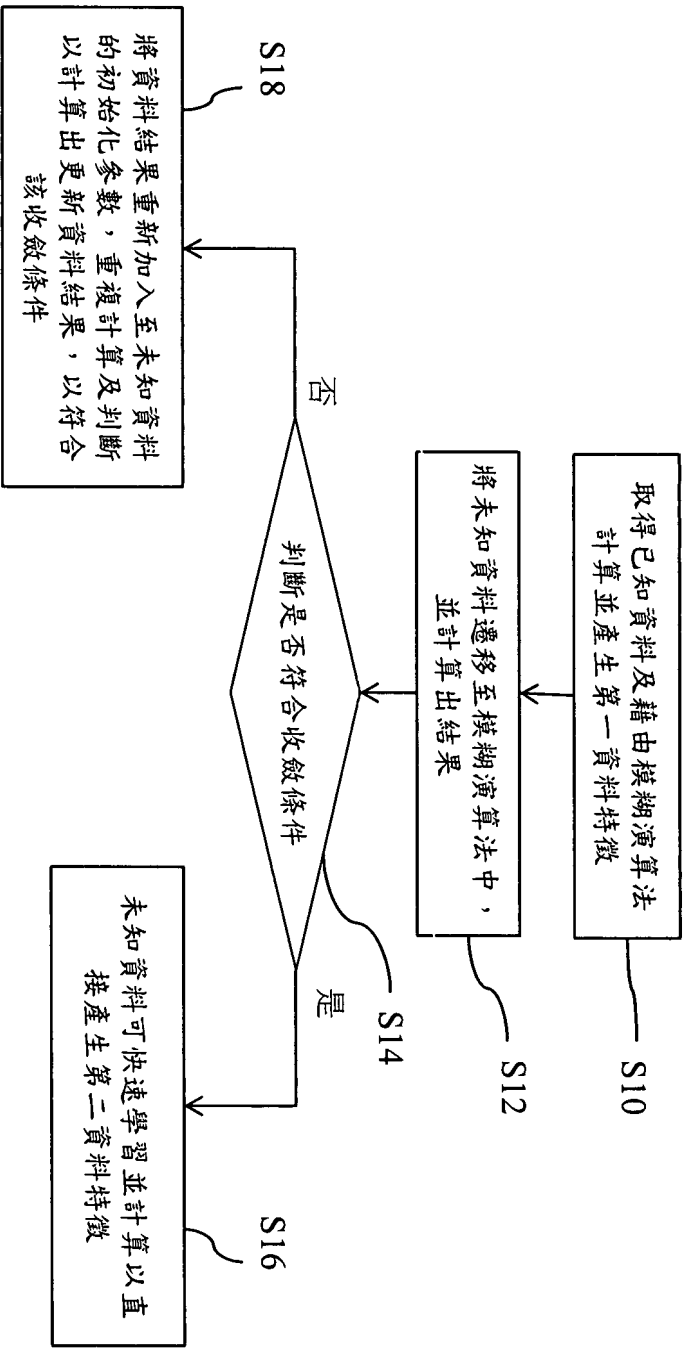 取得已知資料及藉由模糊演算法
計算並產生第一資料特徵
S10
將未知資料遷移至模糊演算法中，
並計算出結果
S12
判斷是否符合收斂條件
S14
否
是
將資料結果重新加入至未知資料
的初始化參數，重複計算及判斷
以計算出更新資料結果，以符合
該收斂條件
S18
未知資料可快速學習並計算以直
接產生第二資料特徵
S16